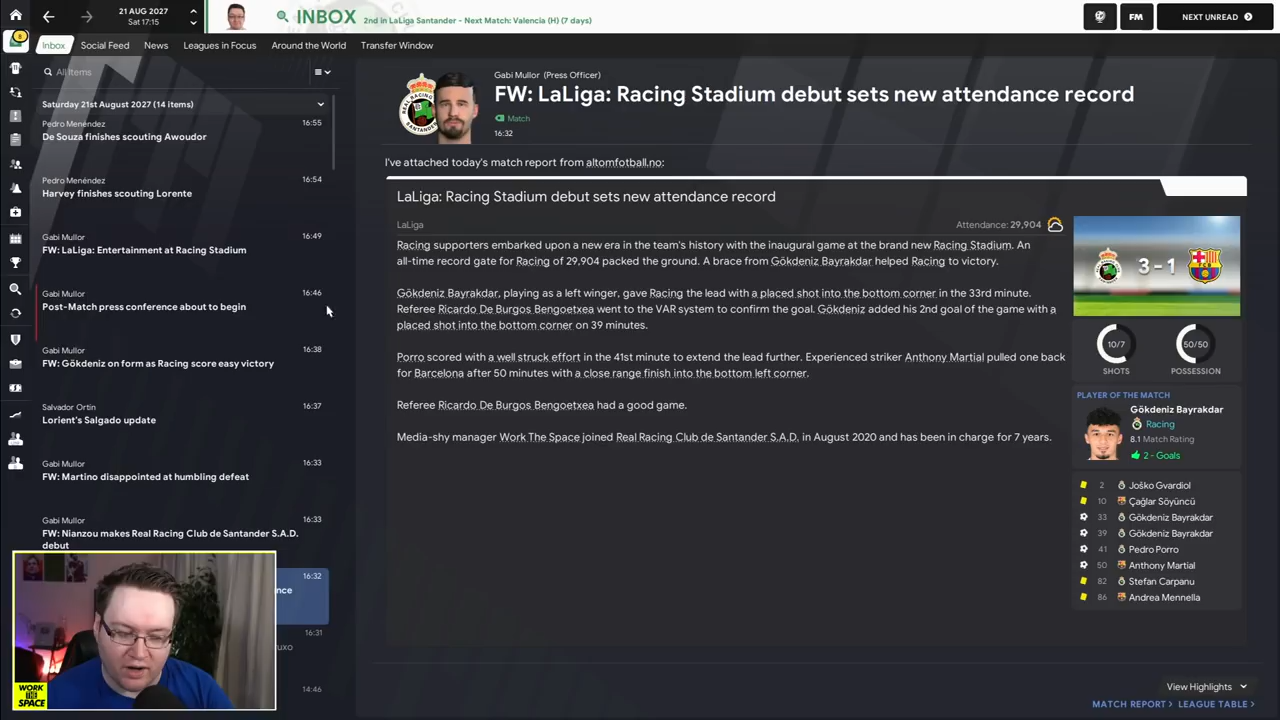 21 AUG 2027
Sat 17:15
INBOX
2nd in LaLiga Santander - Next Match: Valencia (H) (7 days)
FM
NEXT UNREAD
8
Inbox
Social Feed
News
Leagues in Focus
Around the World
Transfer Window
All Items
Saturday 21st August 2027 (14 items)
Pedro Menéndez
16:55
De Souza finishes scouting Awoudor
Pedro Menéndez
16:54
Harvey finishes scouting Lorente
Gabi Mullor
16:49
FW: LaLiga: Entertainment at Racing Stadium
Gabi Mullor
16:46
Post-Match press conference about to begin
Gabi Mullor
16:38
FW: Gökdeniz on form as Racing score easy victory
Salvador Ortín
16:37
Lorient's Salgado update
Gabi Mullor
16:33
FW: Martino disappointed at humbling defeat
Gabi Mullor
16:33
FW: Nianzou makes Real Racing Club de Santander S.A.D.
debut
16:32
nce
16:31
uxo
14:46
WORK
THE
SPACE
Gabi Mullor (Press Officer)
FW: LaLiga: Racing Stadium debut sets new attendance record
Match
16:32
I've attached today's match report from altomfotball.no:
LaLiga: Racing Stadium debut sets new attendance record
LaLiga
Attendance: 29,904
Racing supporters embarked upon a new era in the team's history with the inaugural game at the brand new Racing Stadium. An
all-time record gate for Racing of 29,904 packed the ground. A brace from Gökdeniz Bayrakdar helped Racing to victory.
Gökdeniz Bayrakdar, playing as a left winger, gave Racing the lead with a placed shot into the bottom corner in the 33rd minute.
Referee Ricardo De Burgos Bengoetxea went to the VAR system to confirm the goal. Gökdeniz added his 2nd goal of the game with a
placed shot into the bottom corner on 39 minutes.
Porro scored with a well struck effort in the 41st minute to extend the lead further. Experienced striker Anthony Martial pulled one back
for Barcelona after 50 minutes with a close range finish into the bottom left corner.
Referee Ricardo De Burgos Bengoetxea had a good game.
Media-shy manager Work The Space joined Real Racing Club de Santander S.A.D. in August 2020 and has been in charge for 7 years.
3 - 1
10/7
50/50
SHOTS
POSSESSION
PLAYER OF THE MATCH
Gökdeniz Bayrakdar
Racing
8.1 Match Rating
2 - Goals
2 Joško Gvardiol
10 Çağlar Söyüncü
33 Gökdeniz Bayrakdar
39 Gökdeniz Bayrakdar
41 Pedro Porro
50 Anthony Martial
82 Stefan Carpanu
86 Andrea Mennella
View Highlights
MATCH REPORT >
LEAGUE TABLE >